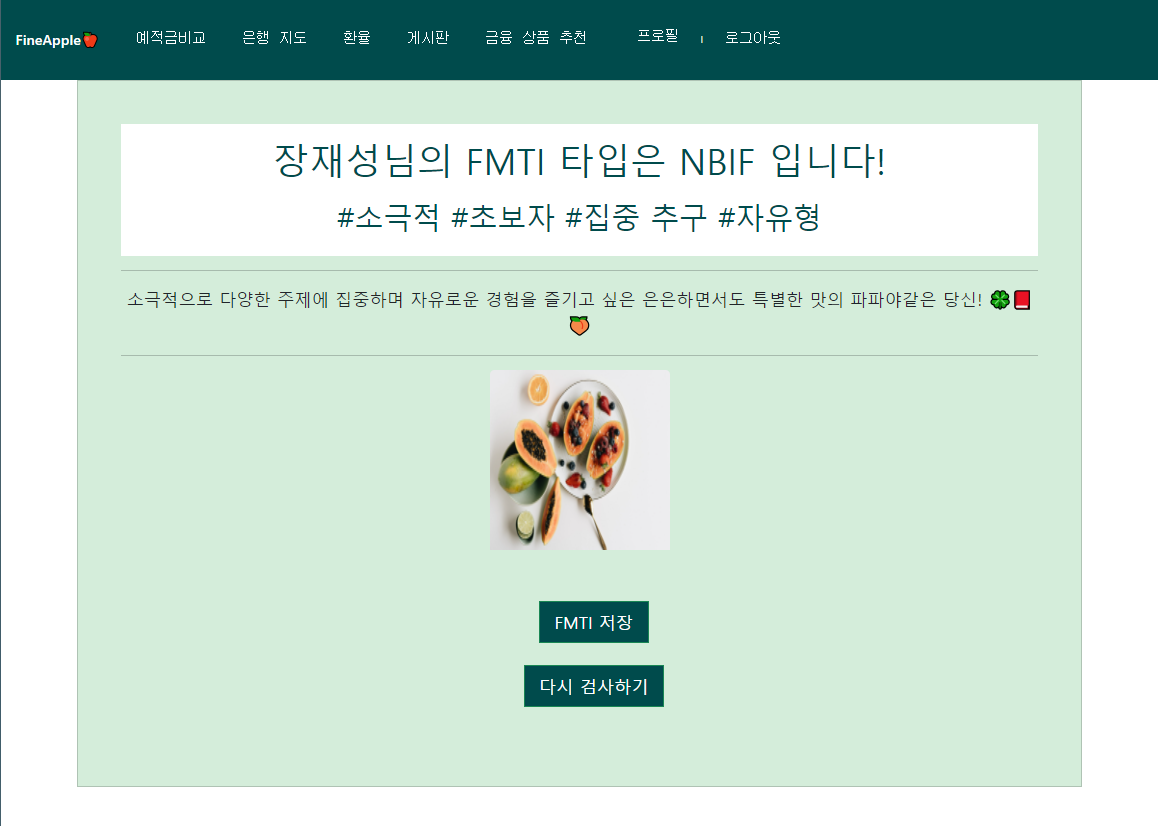 FineApple🍎 예적금비교 은행 지도 환율 게시판 금융 상품 추천 프로필 | 로그아웃
장재성님의 FMTI 타입은 NBIF 입니다!
#소극적 #초보자 #집중 추구 #자유형
소극적으로 다양한 주제에 집중하며 자유로운 경험을 즐기고 싶은 은은하면서도 특별한 맛의 파파야같은 당신! 🍀📕
🍑
FMTI 저장
다시 검사하기